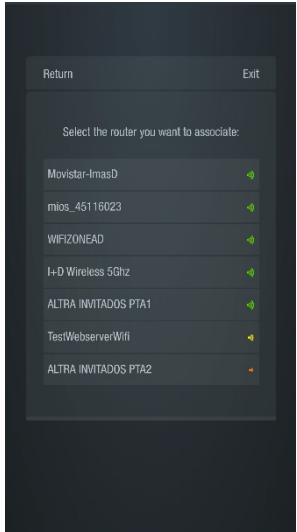 Return Exit
Select the router you want to associate:
Movistar-ImasD
mios_45116023
WIFIZONEAD
I+D Wireless 5Ghz
ALTRA INVITADOS PTA1
TestWebserverWifi
ALTRA INVITADOS PTA2